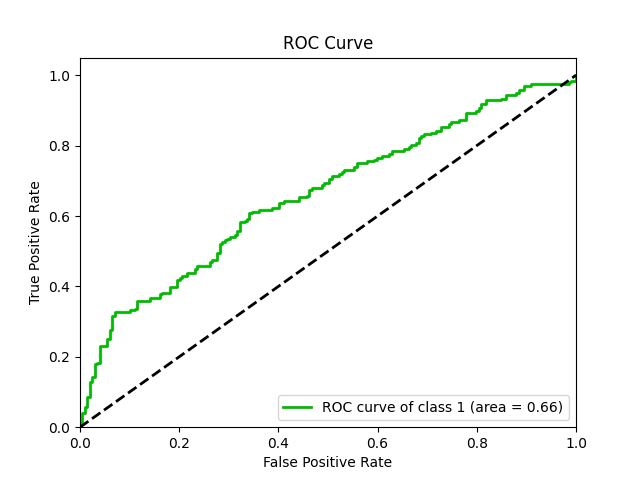 ROC Curve
True Positive Rate
1.0
0.8
0.6
0.4
0.2
0.0
ROC curve of class 1 (area = 0.66)
0.0 0.2 0.4 0.6 0.8 1.0
False Positive Rate